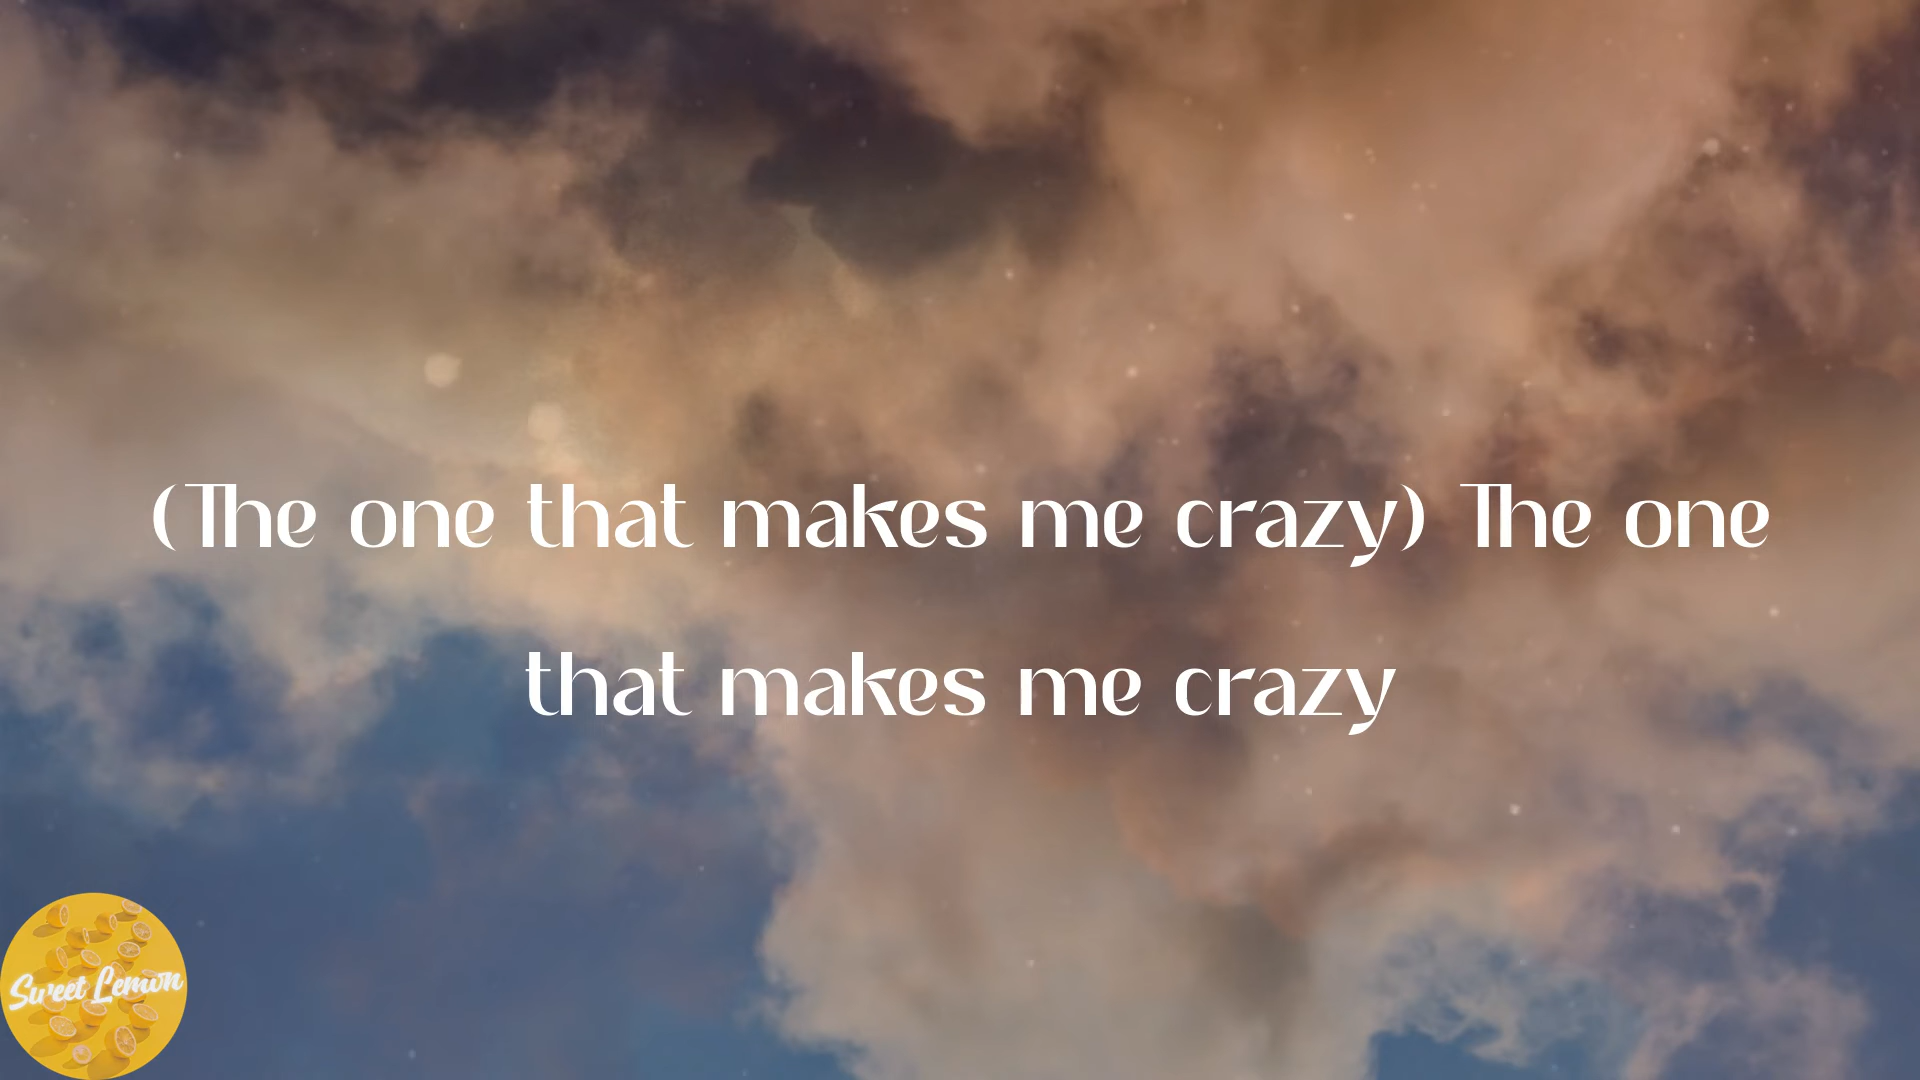 (The one that makes me crazy) The one
that makes me crazy
Sweet Lemon